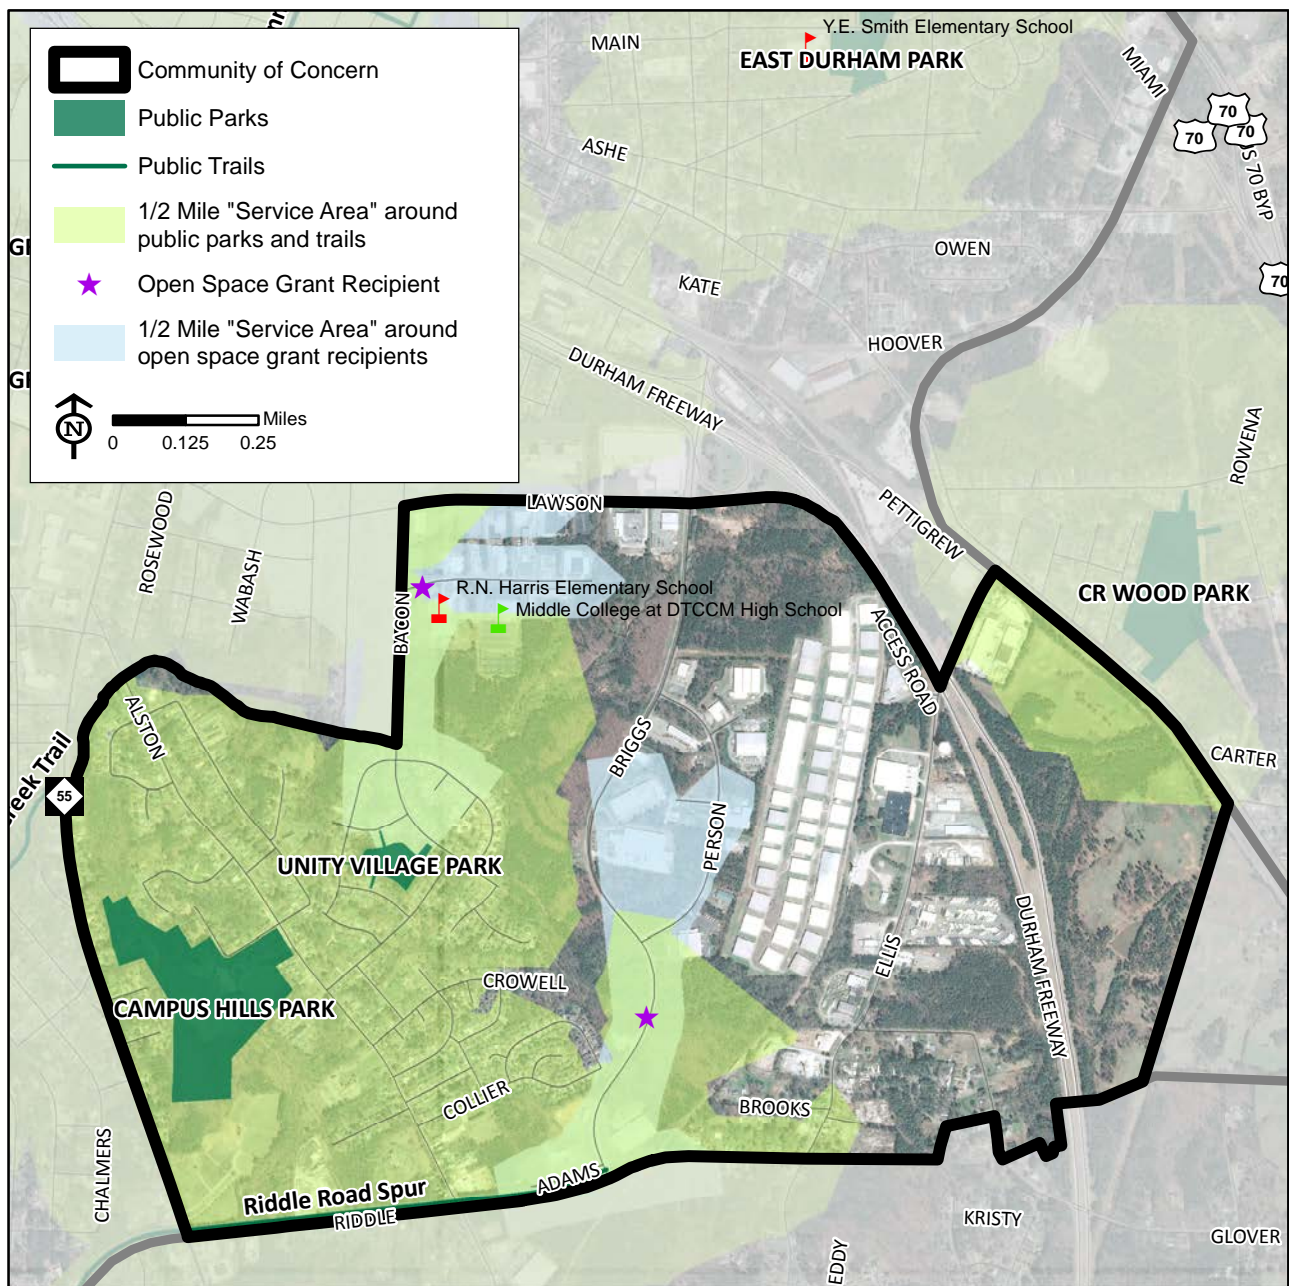 Y.E. Smith Elementary School
MAIN
EAST DURHAM PARK
MIAMI
Community of Concern
Public Parks
Public Trails
1/2 Mile "Service Area" around
public parks and trails
Open Space Grant Recipient
1/2 Mile "Service Area" around
open space grant recipients
N
Miles
0 0.125 0.25
70
70
70
S 70 BYP
70
ASHE
OWEN
KATE
HOOVER
DURHAM FREEWAY
ROWENA
PETTIGREW
LAWSON
ROSEWOOD
WABASH
BACON
R.N. Harris Elementary School
Middle College at DTCCM High School
CR WOOD PARK
ACCESS ROAD
ALSTON
BRIGGS
CARTER
reek Trail
55
PERSON
UNITY VILLAGE PARK
DURHAM FREEWAY
ELLIS
CROWELL
CAMPUS HILLS PARK
COLLIER
BROOKS
CHALMERS
ADAMS
Riddle Road Spur
RIDDLE
KRISTY
GLOVER
EDDY